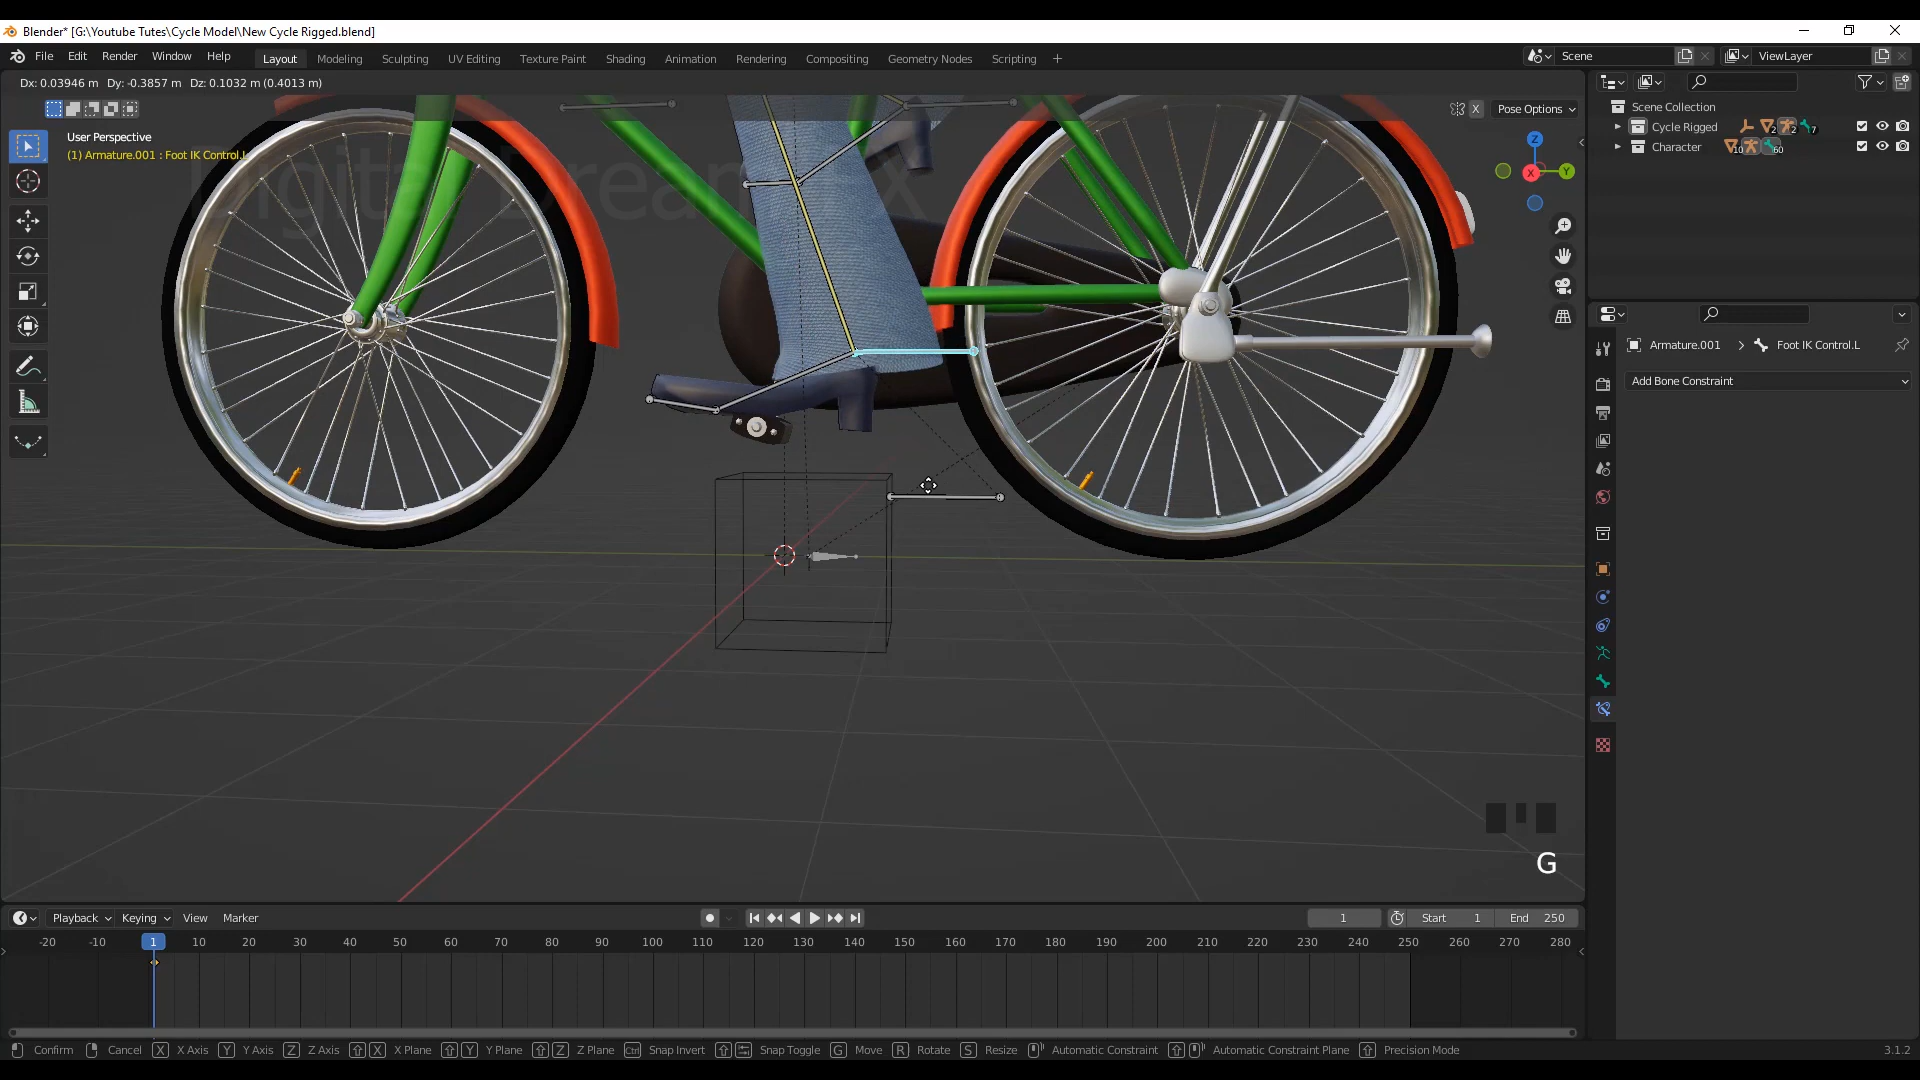 Blender* [G:\Youtube Tutes\Cycle Model\New Cycle Rigged.blend]
File Edit Render Window Help Layout Modeling Sculpting UV Editing Texture Paint Shading Animation Rendering Compositing Geometry Nodes Scripting + Scene ViewLayer
Dx: 0.03946 m Dy: -0.3857 m Dz: 0.1032 m (0.4013 m)
X Pose Options
Scene Collection
User Perspective
Cycle Rigged 2 2 7
(1) Armature.001 : Foot IK Control.L
Character 10 60
Z
X
Y
Armature.001 > Foot IK Control.L
Add Bone Constraint
G
Playback Keying View Marker 1 Start 1 End 250
-20 -10 1 10 20 30 40 50 60 70 80 90 100 110 120 130 140 150 160 170 180 190 200 210 220 230 240 250 260 270 280
Confirm Cancel X X Axis Y Y Axis Z Z Axis X X Plane Y Y Plane Z Z Plane Ctrl Snap Invert Snap Toggle G Move R Rotate S Resize Automatic Constraint Automatic Constraint Plane Precision Mode 3.1.2